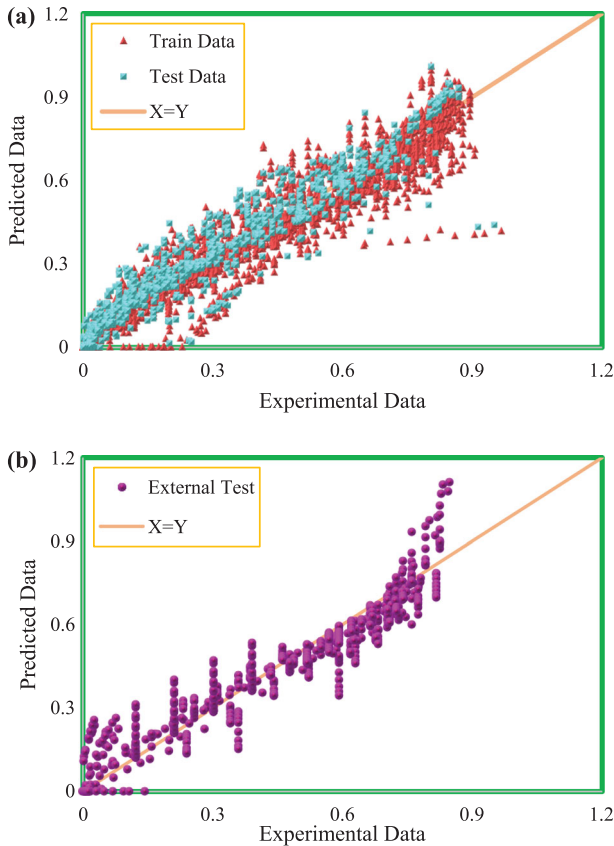 (a)
1.2
Train Data
Test Data
X=Y
0.9
0.6
0.3
0
Predicted Data
0 0.3 0.6 0.9 1.2
Experimental Data
(b)
1.2
External Test
X=Y
0.9
0.6
0.3
0
Predicted Data
0 0.3 0.6 0.9 1.2
Experimental Data